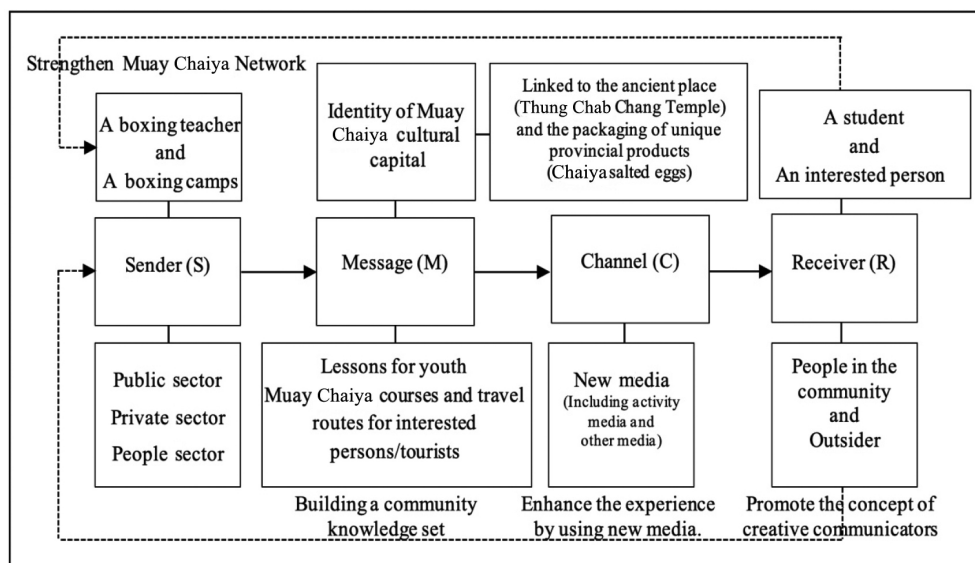 Strengthen Muay Chaiya Network
A boxing teacher
and
A boxing camps
Identity of Muay
Chaiya cultural
capital
Linked to the ancient place
(Thung Chab Chang Temple)
and the packaging of unique
provincial products
(Chaiya salted eggs)
A student
and
An interested person
Sender (S)
Message (M)
Channel (C)
Receiver (R)
Public sector
Private sector
People sector
Lessons for youth
Muay Chaiya courses and travel
routes for interested
persons/tourists
New media
(Including activity
media and
other media)
People in the
community
and
Outsider
Building a community
knowledge set
Enhance the experience
by using new media.
Promote the concept of
creative communicators